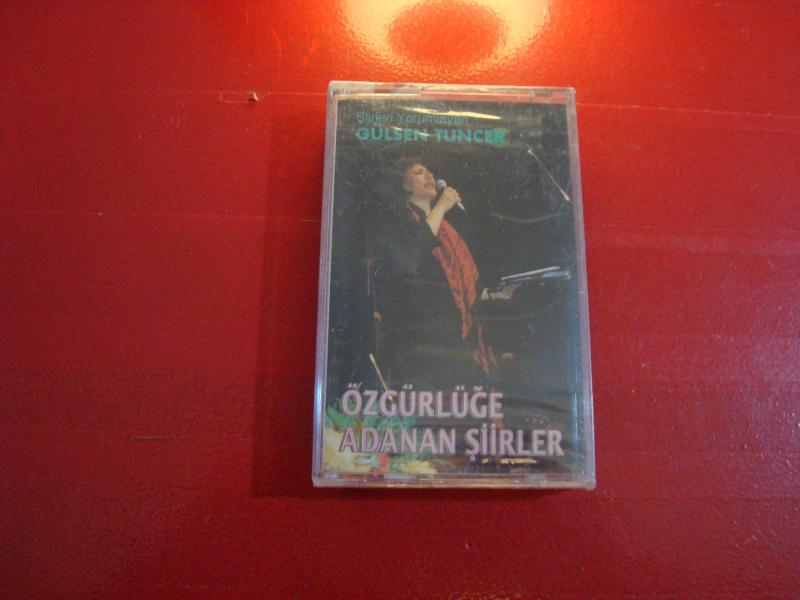 Şiirleri Yorumlayan
GÜLSEN TUNCER
ÖZGÜRLÜĞE
ADANAN ŞİİRLER